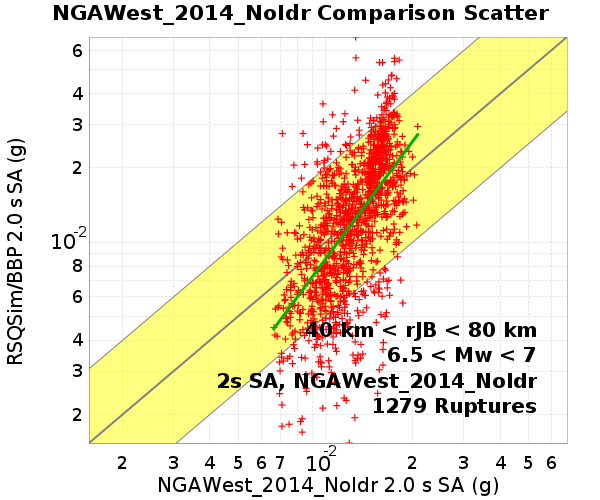 NGAWest_2014_NoIdr Comparison Scatter
6
4
3
2
10-2
8
6
4
3
2
RSQSim/BBP 2.0 s SA (g)
40 km < rJB < 80 km
6.5 < Mw < 7
2s SA, NGAWest_2014_NoIdr
1279 Ruptures
2 3 4 5 6 7 10-2 2 3 4 5 6
NGAWest_2014_NoIdr 2.0 s SA (g)